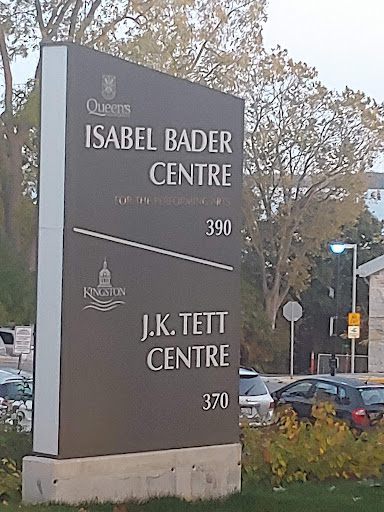 Queen's
ISABEL BADER
CENTRE
FOR THE PERFORMING ARTS
390
KINGSTON
J.K. TETT
CENTRE
370